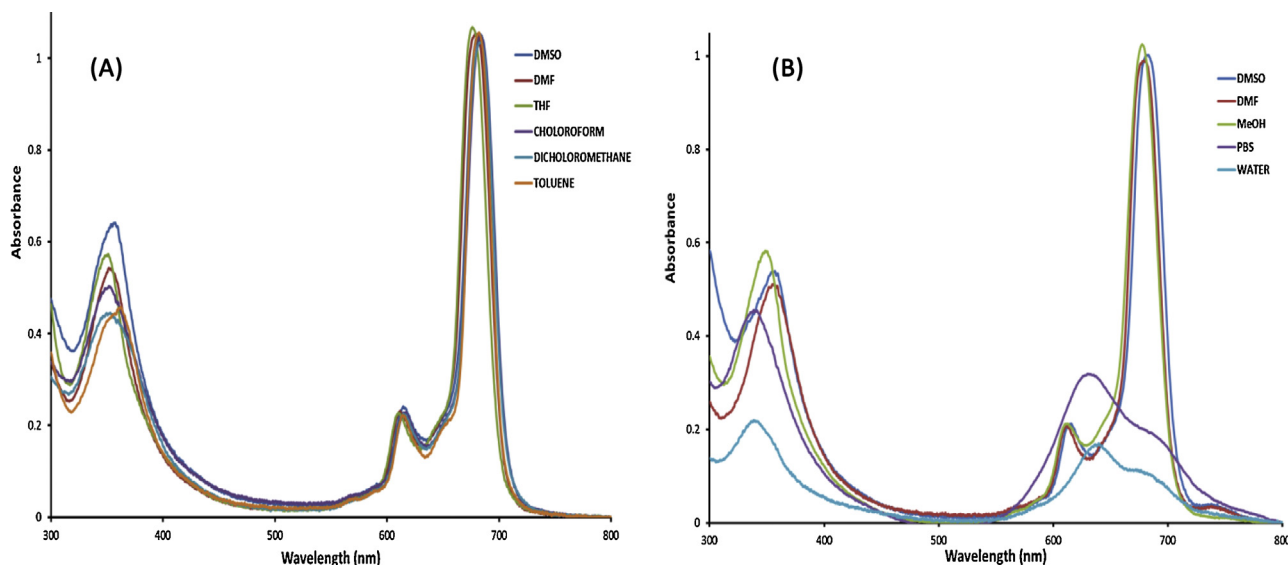 (A)
DMSO
DMF
THF
CHOLOROFORM
DICHOLOROMETHANE
TOLUENE
Absorbance
1
0.8
0.6
0.4
0.2
0
300 400 500 600 700 800
Wavelength (nm)
(B)
DMSO
DMF
MeOH
PBS
WATER
Absorbance
1
0.8
0.6
0.4
0.2
0
300 400 500 600 700 800
Wavelength (nm)